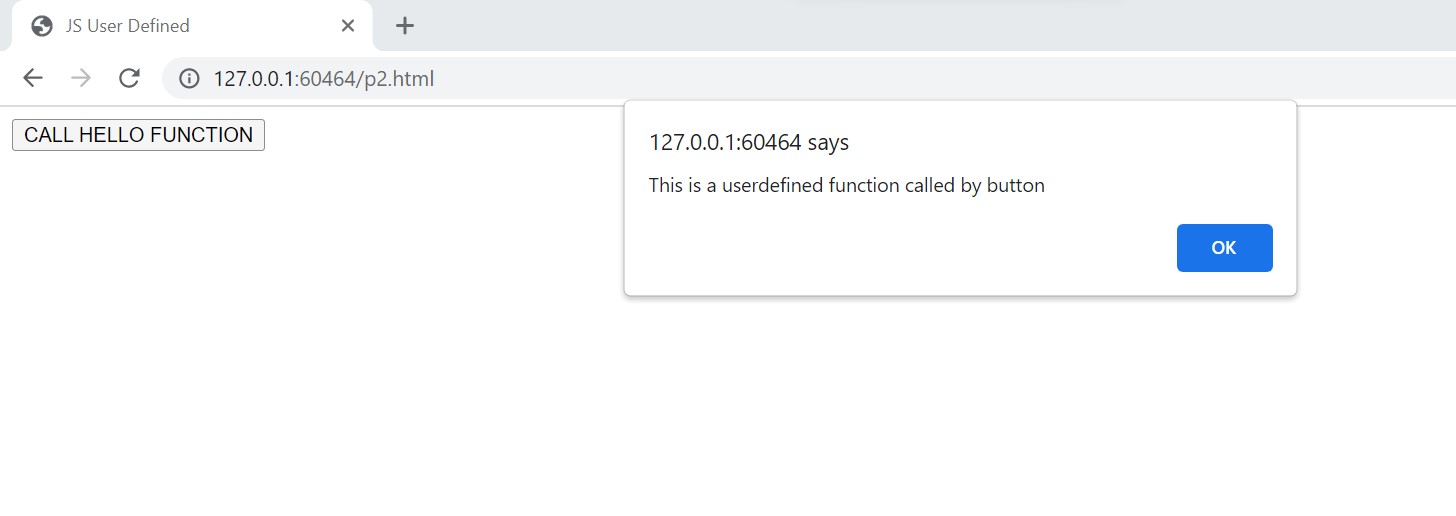 JS User Defined
127.0.0.1:60464/p2.html
CALL HELLO FUNCTION
127.0.0.1:60464 says
This is a userdefined function called by button
OK